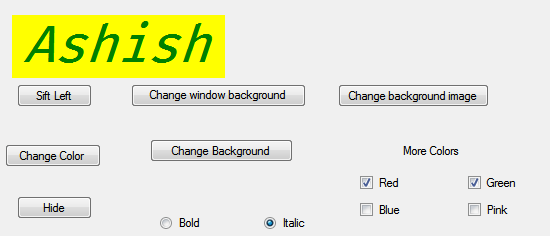 Ashish
Sift Left
Change window background
Change background image
Change Color
Change Background
More Colors
Red
Green
Hide
Blue
Pink
Bold
Italic